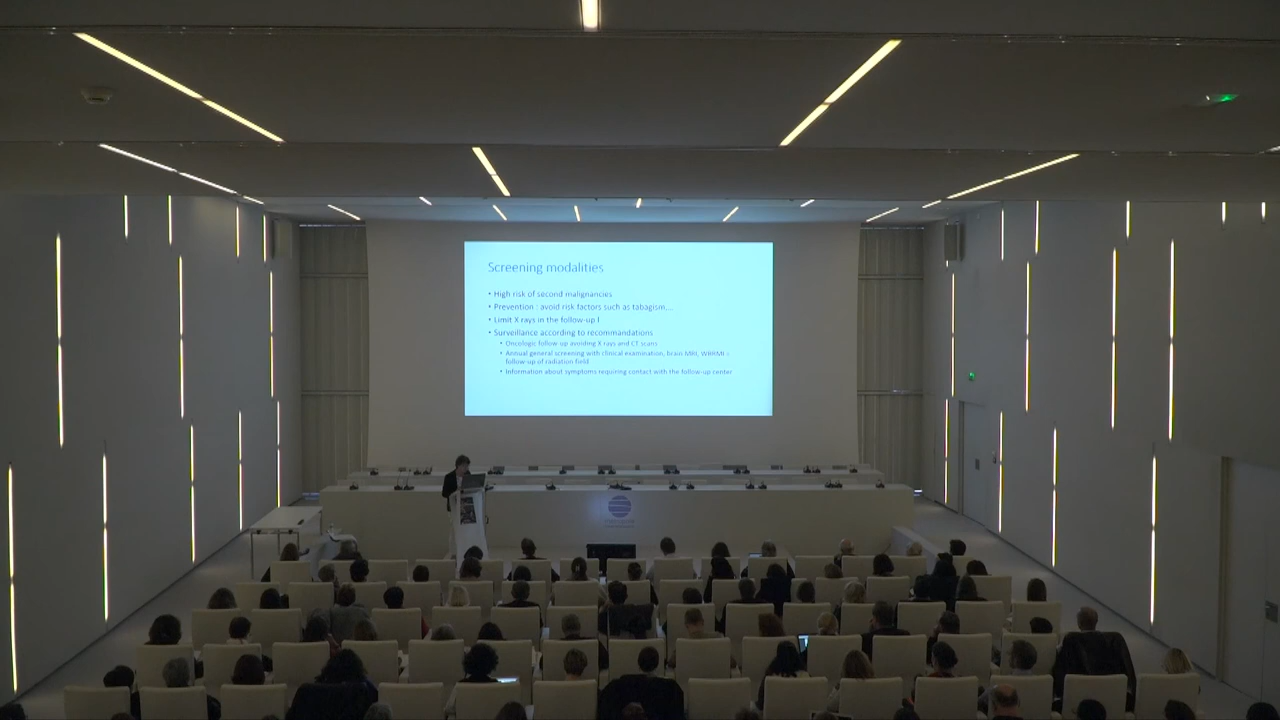 Screening modalities
• High risk of second malignancies
• Prevention : avoid risk factors such as tabagism...
• Limit X rays in the follow-up !
• Surveillance according to recommandations
• Oncologic follow-up avoiding X rays and CT scans
• Annual general screening with clinical examination, brain MRI, WBRMI –
follow-up of radiation field
• Information about symptoms requiring contact with the follow-up center